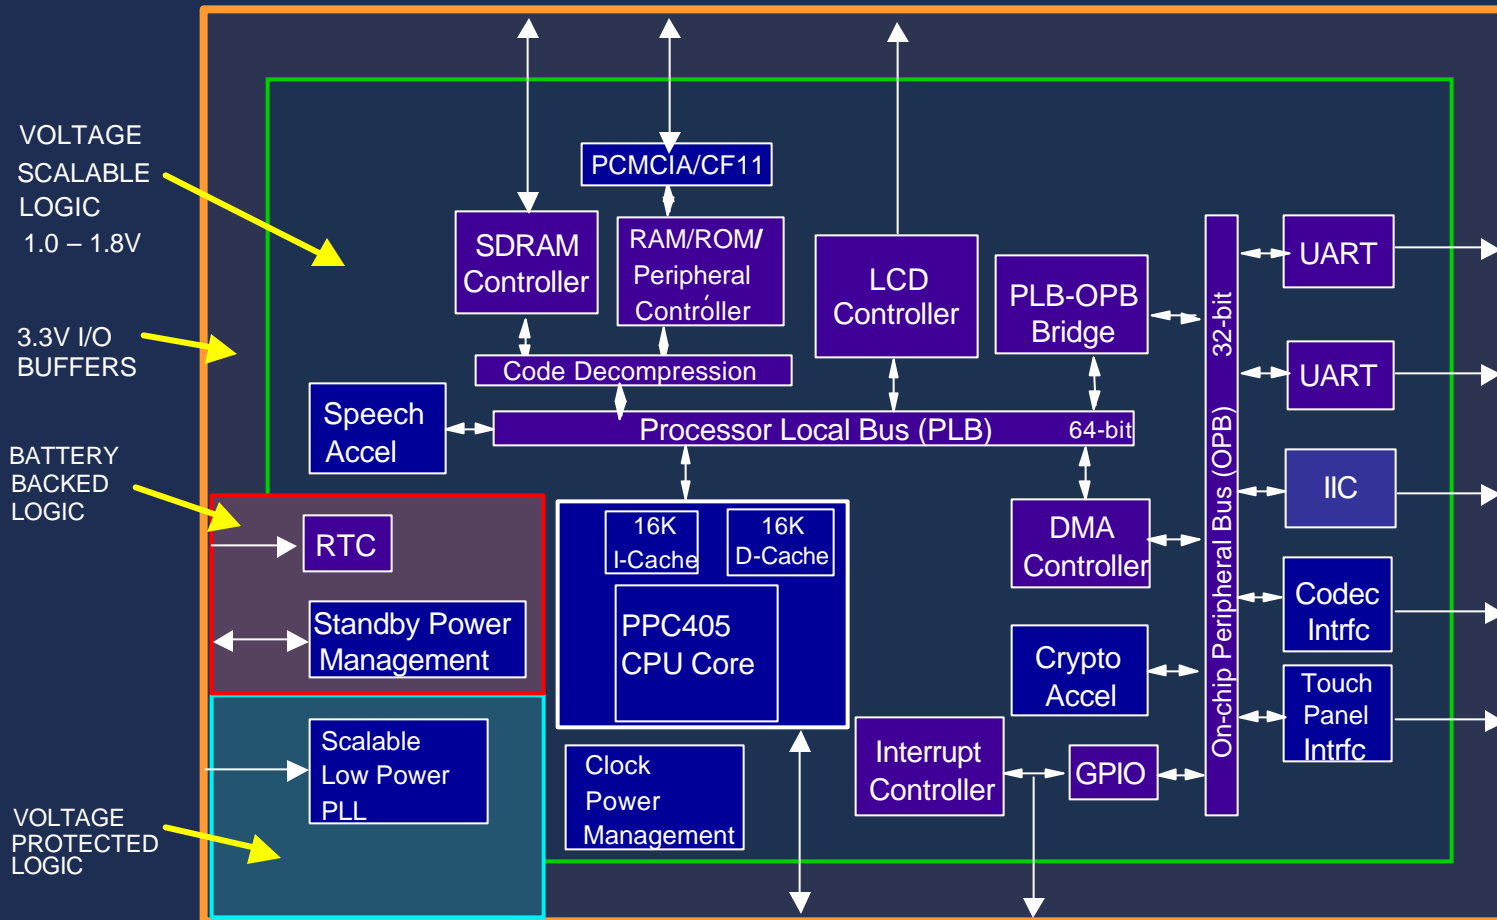 VOLTAGE
SCALABLE
LOGIC
1.0 – 1.8V
3.3V I/O
BUFFERS
BATTERY
BACKED
LOGIC
VOLTAGE
PROTECTED
LOGIC
PCMCIA/CF11
SDRAM
Controller
RAM/ROM/
Peripheral
Controller
LCD
Controller
PLB-OPB
Bridge
Code Decompression
Speech
Accel
Processor Local Bus (PLB) 64-bit
RTC
Standby Power
Management
Scalable
Low Power
PLL
16K
I-Cache
16K
D-Cache
PPC405
CPU Core
Clock
Power
Management
DMA
Controller
Crypto
Accel
Interrupt
Controller
GPIO
On-chip Peripheral Bus (OPB) 32-bit
UART
UART
IIC
Codec
Intrfc
Touch
Panel
Intrfc